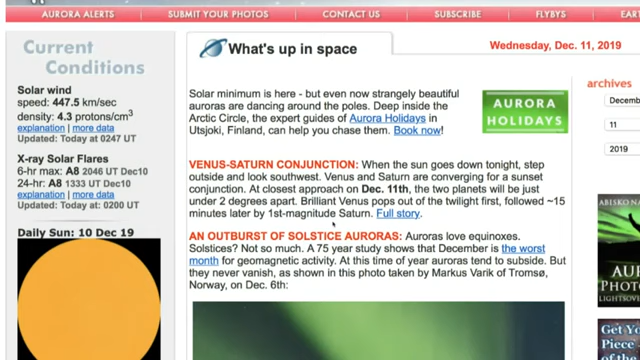 AURORA ALERTS
SUBMIT YOUR PHOTOS
CONTACT US
SUBSCRIBE
FLYBYS
EAR
Current
Conditions
Solar wind
speed: 447.5 km/sec
density: 4.3 protons/cm3
explanation | more data
Updated: Today at 0247 UT
X-ray Solar Flares
6-hr max: A8 2046 UT Dec10
24-hr: A8 1333 UT Dec10
explanation | more data
Updated: Today at: 0200 UT
Daily Sun: 10 Dec 19
What's up in space
Wednesday, Dec. 11, 2019
Solar minimum is here - but even now strangely beautiful
auroras are dancing around the poles. Deep inside the
Arctic Circle, the expert guides of Aurora Holidays in
Utsjoki, Finland, can help you chase them. Book now!
AURORA
HOLIDAYS
VENUS-SATURN CONJUNCTION: When the sun goes down tonight, step
outside and look southwest. Venus and Saturn are converging for a sunset
conjunction. At closest approach on Dec. 11th, the two planets will be just
under 2 degrees apart. Brilliant Venus pops out of the twilight first, followed ~15
minutes later by 1st-magnitude Saturn. Full story.
AN OUTBURST OF SOLSTICE AURORAS: Auroras love equinoxes.
Solstices? Not so much. A 75 year study shows that December is the worst
month for geomagnetic activity. At this time of year auroras tend to subside. But
they never vanish, as shown in this photo taken by Markus Varik of Tromsø,
Norway, on Dec. 6th:
archives
Decemb
11
2019
AU
PHOTO
LIGHTSOVE
Get Yo
Piece
of the